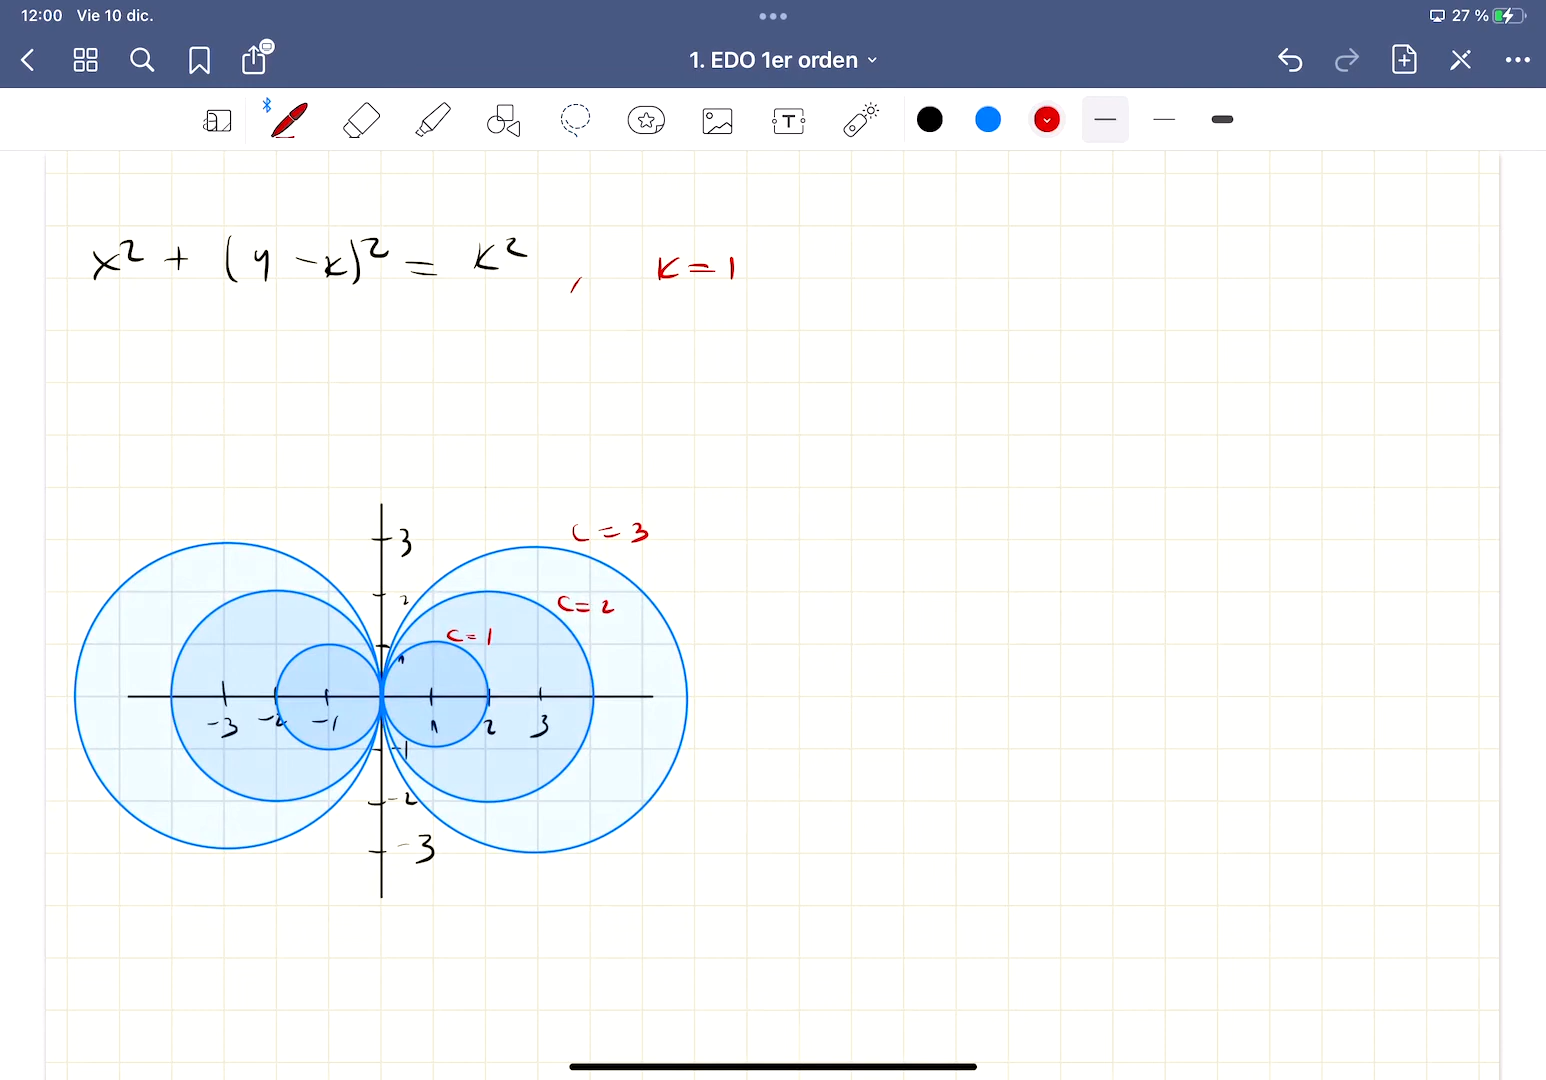 12:00 Vie 10 dic.
27 %
1. EDO 1er orden
x² + (y - k)² = k² , k = 1
3
c = 3
2
c = 2
c = 1
1
-3 -2 -1 1 2 3
-1
-2
-3